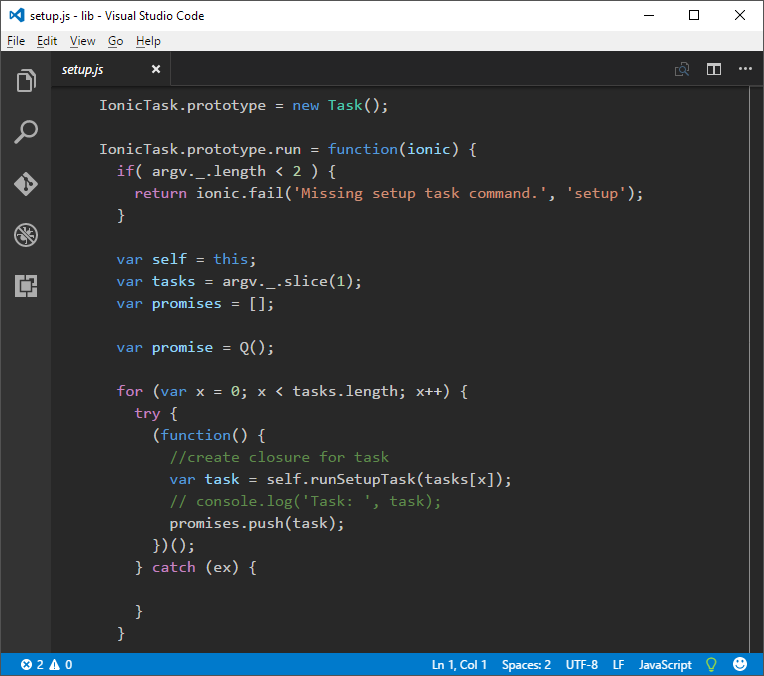 setup.js - lib - Visual Studio Code
File Edit View Go Help
setup.js
IonicTask.prototype = new Task();
IonicTask.prototype.run = function(ionic) {
if( argv._.length < 2 ) {
return ionic.fail('Missing setup task command.', 'setup');
}
var self = this;
var tasks = argv._.slice(1);
var promises = [];
var promise = Q();
for (var x = 0; x < tasks.length; x++) {
try {
(function() {
//create closure for task
var task = self.runSetupTask(tasks[x]);
// console.log('Task: ', task);
promises.push(task);
})();
} catch (ex) {
}
}
2 0 Ln 1, Col 1 Spaces: 2 UTF-8 LF JavaScript